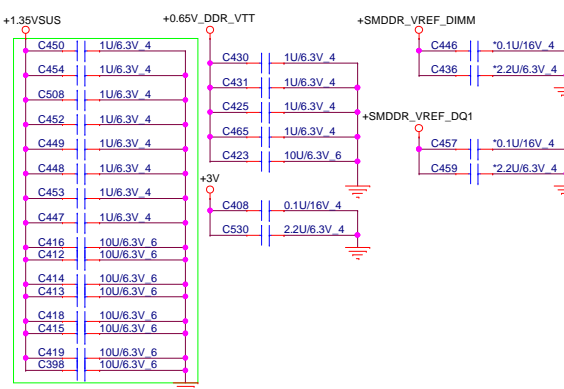 +1.35VSUS
C450 1U/6.3V_4
C454 1U/6.3V_4
C508 1U/6.3V_4
C452 1U/6.3V_4
C449 1U/6.3V_4
C448 1U/6.3V_4
C453 1U/6.3V_4
C447 1U/6.3V_4
C416 10U/6.3V_6
C412 10U/6.3V_6
C414 10U/6.3V_6
C413 10U/6.3V_6
C418 10U/6.3V_6
C415 10U/6.3V_6
C419 10U/6.3V_6
C398 10U/6.3V_6
+0.65V_DDR_VTT
C430 1U/6.3V_4
C431 1U/6.3V_4
C425 1U/6.3V_4
C465 1U/6.3V_4
C423 10U/6.3V_6
+3V
C408 0.1U/16V_4
C530 2.2U/6.3V_4
+SMDDR_VREF_DIMM
C446 *0.1U/16V_4
C436 *2.2U/6.3V_4
+SMDDR_VREF_DQ1
C457 *0.1U/16V_4
C459 *2.2U/6.3V_4